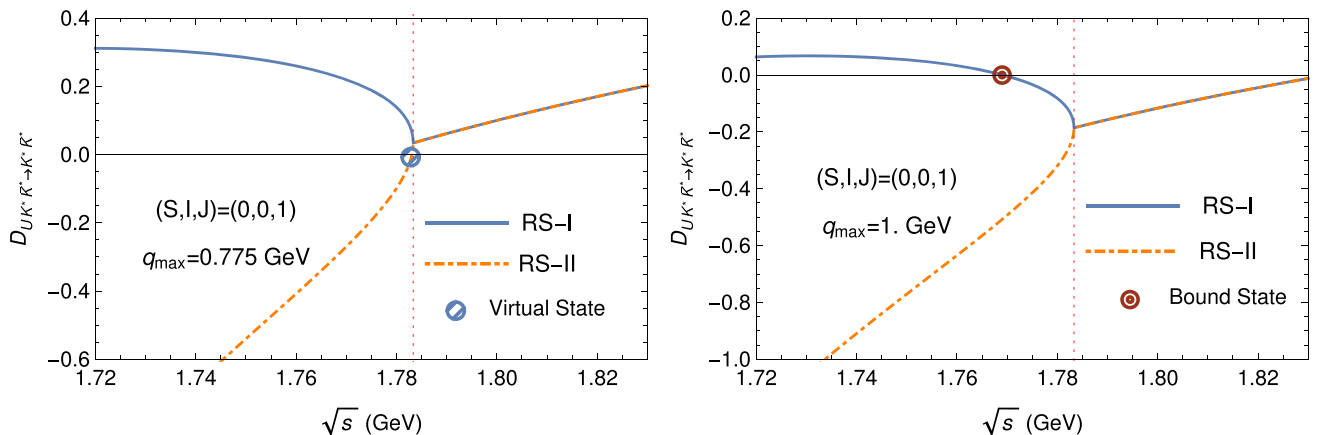 0.4
0.2
0.0
−0.2
−0.4
−0.6
D_{U K* K̄*→K* K̄*}
(S,I,J)=(0,0,1)
q_max=0.775 GeV
RS-I
RS-II
Virtual State
1.72 1.74 1.76 1.78 1.80 1.82
√s (GeV)
0.2
0.0
−0.2
−0.4
−0.6
−0.8
−1.0
D_{U K* K̄*→K* K̄*}
(S,I,J)=(0,0,1)
q_max=1. GeV
RS-I
RS-II
Bound State
1.72 1.74 1.76 1.78 1.80 1.82
√s (GeV)